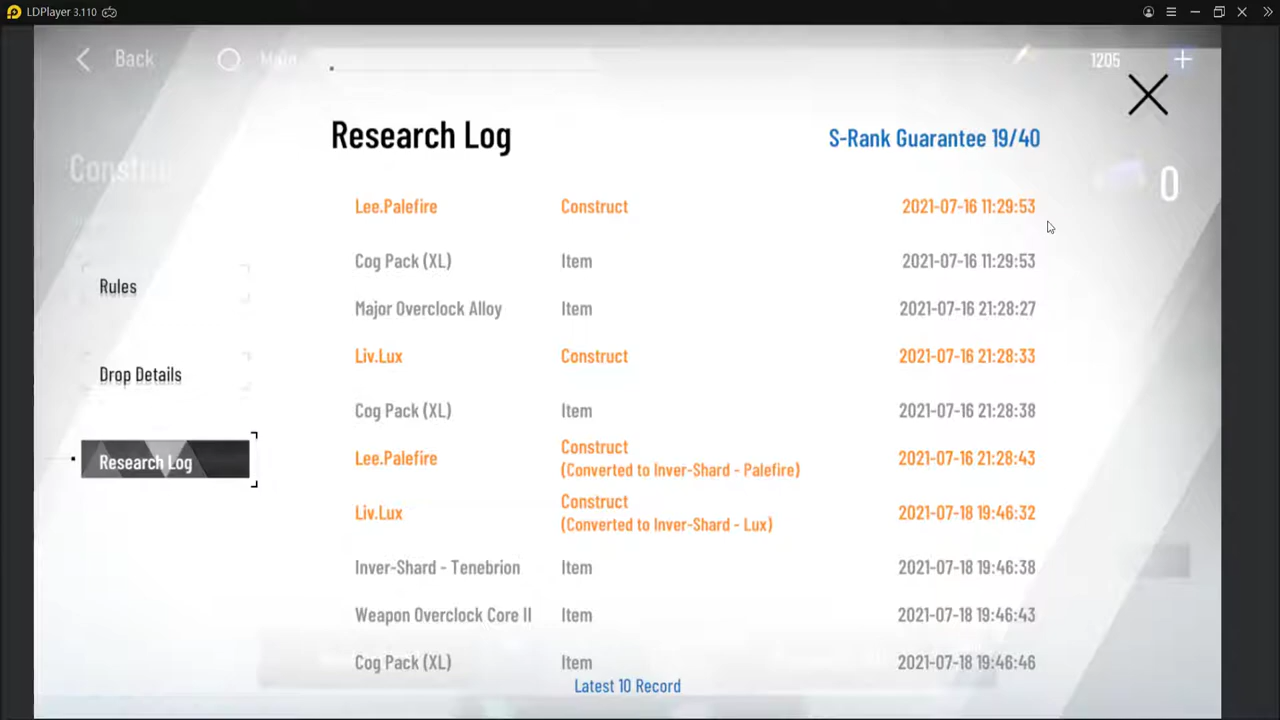 LDPlayer 3.110
Back
Main
1205
Research Log
S-Rank Guarantee 19/40
0
Lee.Palefire Construct 2021-07-16 11:29:53
Cog Pack (XL) Item 2021-07-16 11:29:53
Rules
Major Overclock Alloy Item 2021-07-16 21:28:27
Liv.Lux Construct 2021-07-16 21:28:33
Drop Details
Cog Pack (XL) Item 2021-07-16 21:28:38
Lee.Palefire Construct 2021-07-16 21:28:43
(Converted to Inver-Shard - Palefire)
Research Log
Liv.Lux Construct 2021-07-18 19:46:32
(Converted to Inver-Shard - Lux)
Inver-Shard - Tenebrion Item 2021-07-18 19:46:38
Weapon Overclock Core II Item 2021-07-18 19:46:43
Cog Pack (XL) Item 2021-07-18 19:46:46
Latest 10 Record